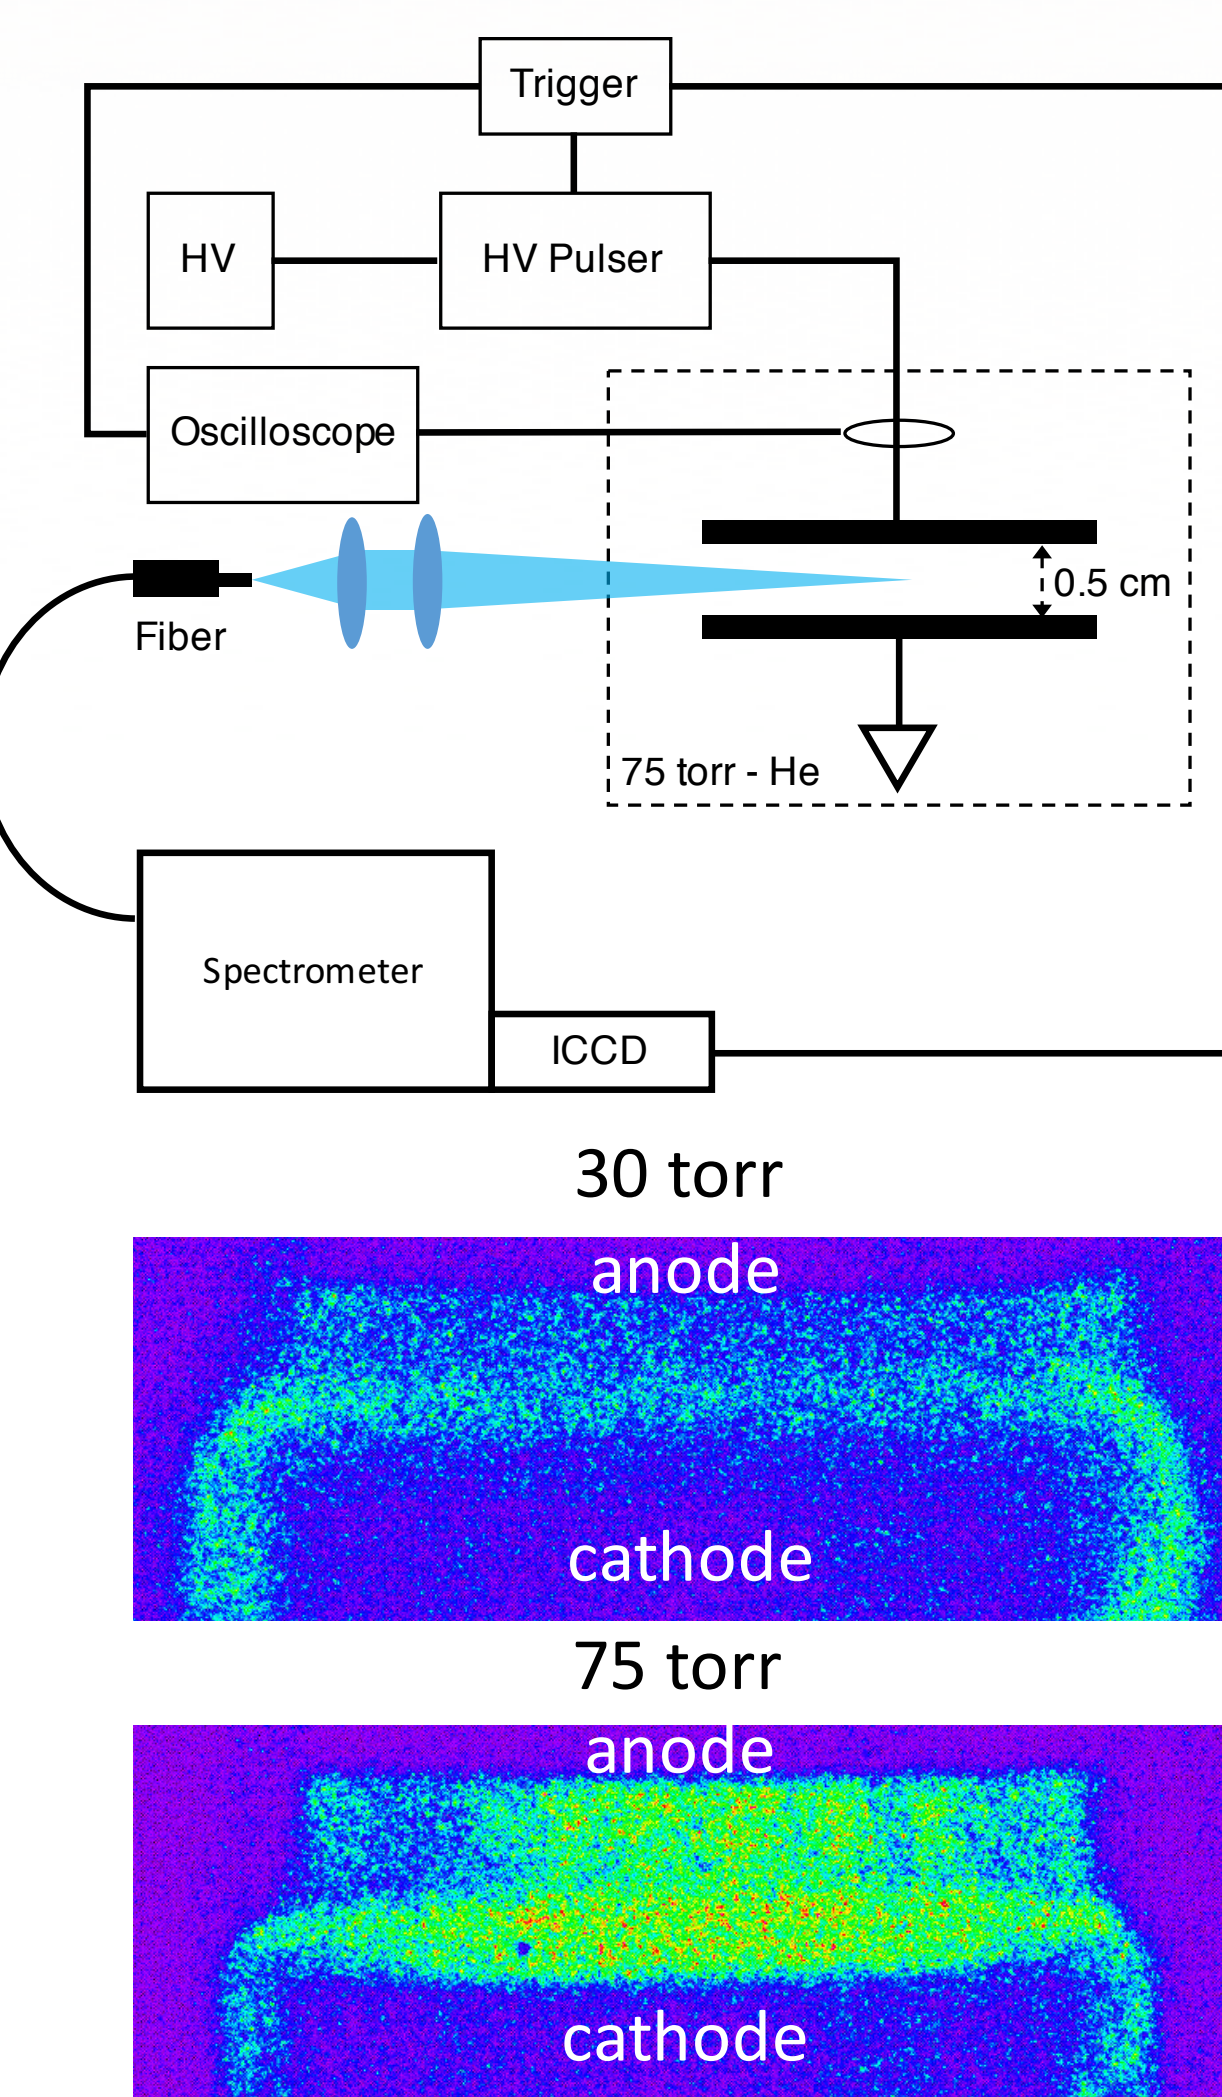 Trigger
HV
HV Pulser
Oscilloscope
0.5 cm
Fiber
75 torr - He
Spectrometer
ICCD
30 torr
anode
cathode
75 torr
anode
cathode